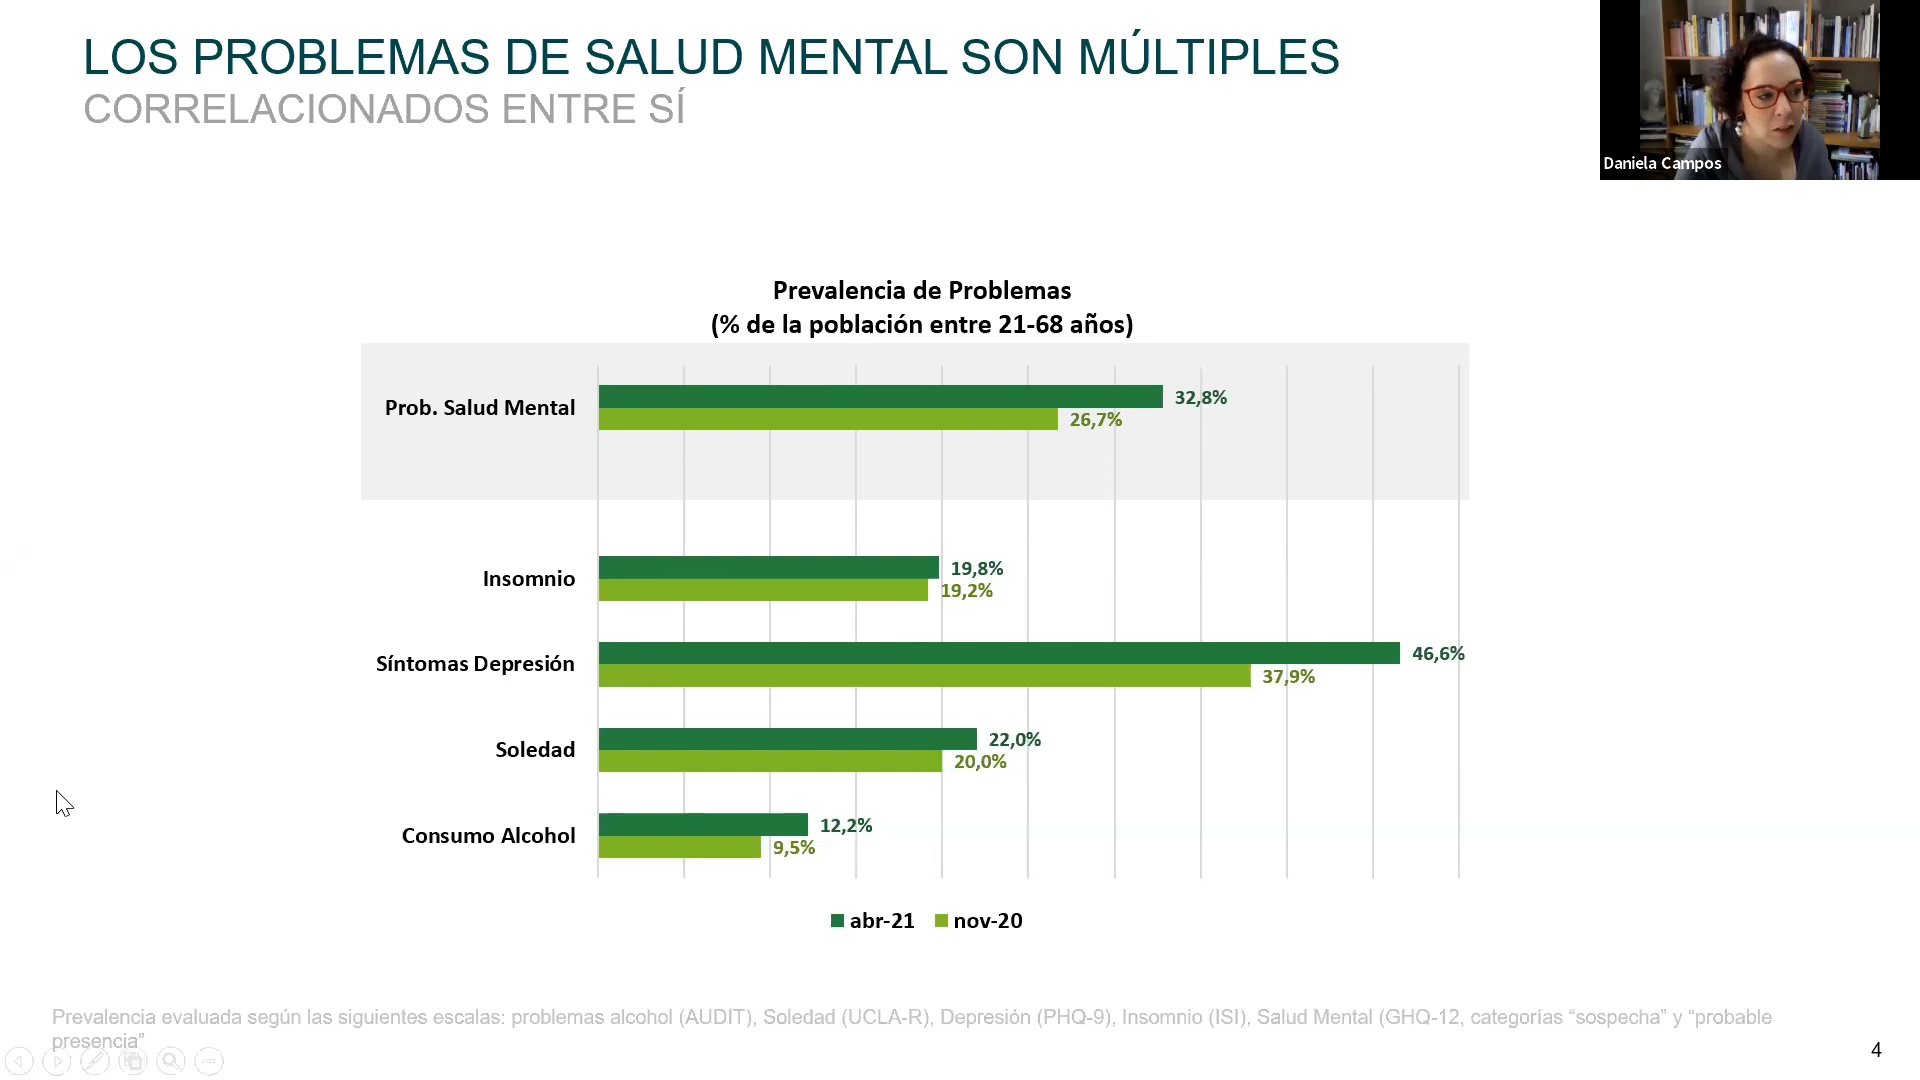 LOS PROBLEMAS DE SALUD MENTAL SON MÚLTIPLES
CORRELACIONADOS ENTRE SÍ
Daniela Campos
Prevalencia de Problemas
(% de la población entre 21-68 años)
Prob. Salud Mental
32,8%
26,7%
Insomnio
19,8%
19,2%
Síntomas Depresión
46,6%
37,9%
Soledad
22,0%
20,0%
Consumo Alcohol
12,2%
9,5%
abr-21
nov-20
Prevalencia evaluada según las siguientes escalas: problemas alcohol (AUDIT), Soledad (UCLA-R), Depresión (PHQ-9), Insomnio (ISI), Salud Mental (GHQ-12, categorías “sospecha” y “probable
presencia”
4